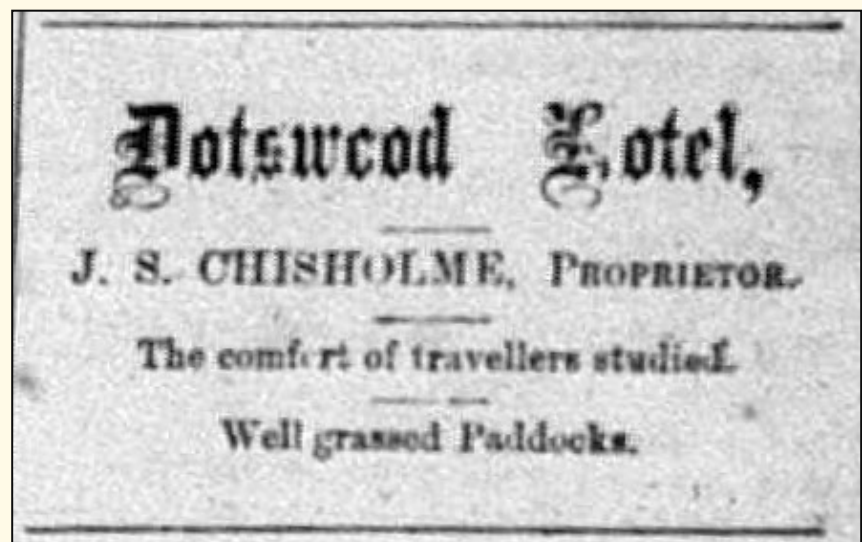 Dotswood Hotel,
J. S. CHISHOLME, PROPRIETOR.
The comfort of travellers studied.
Well grassed Paddocks.